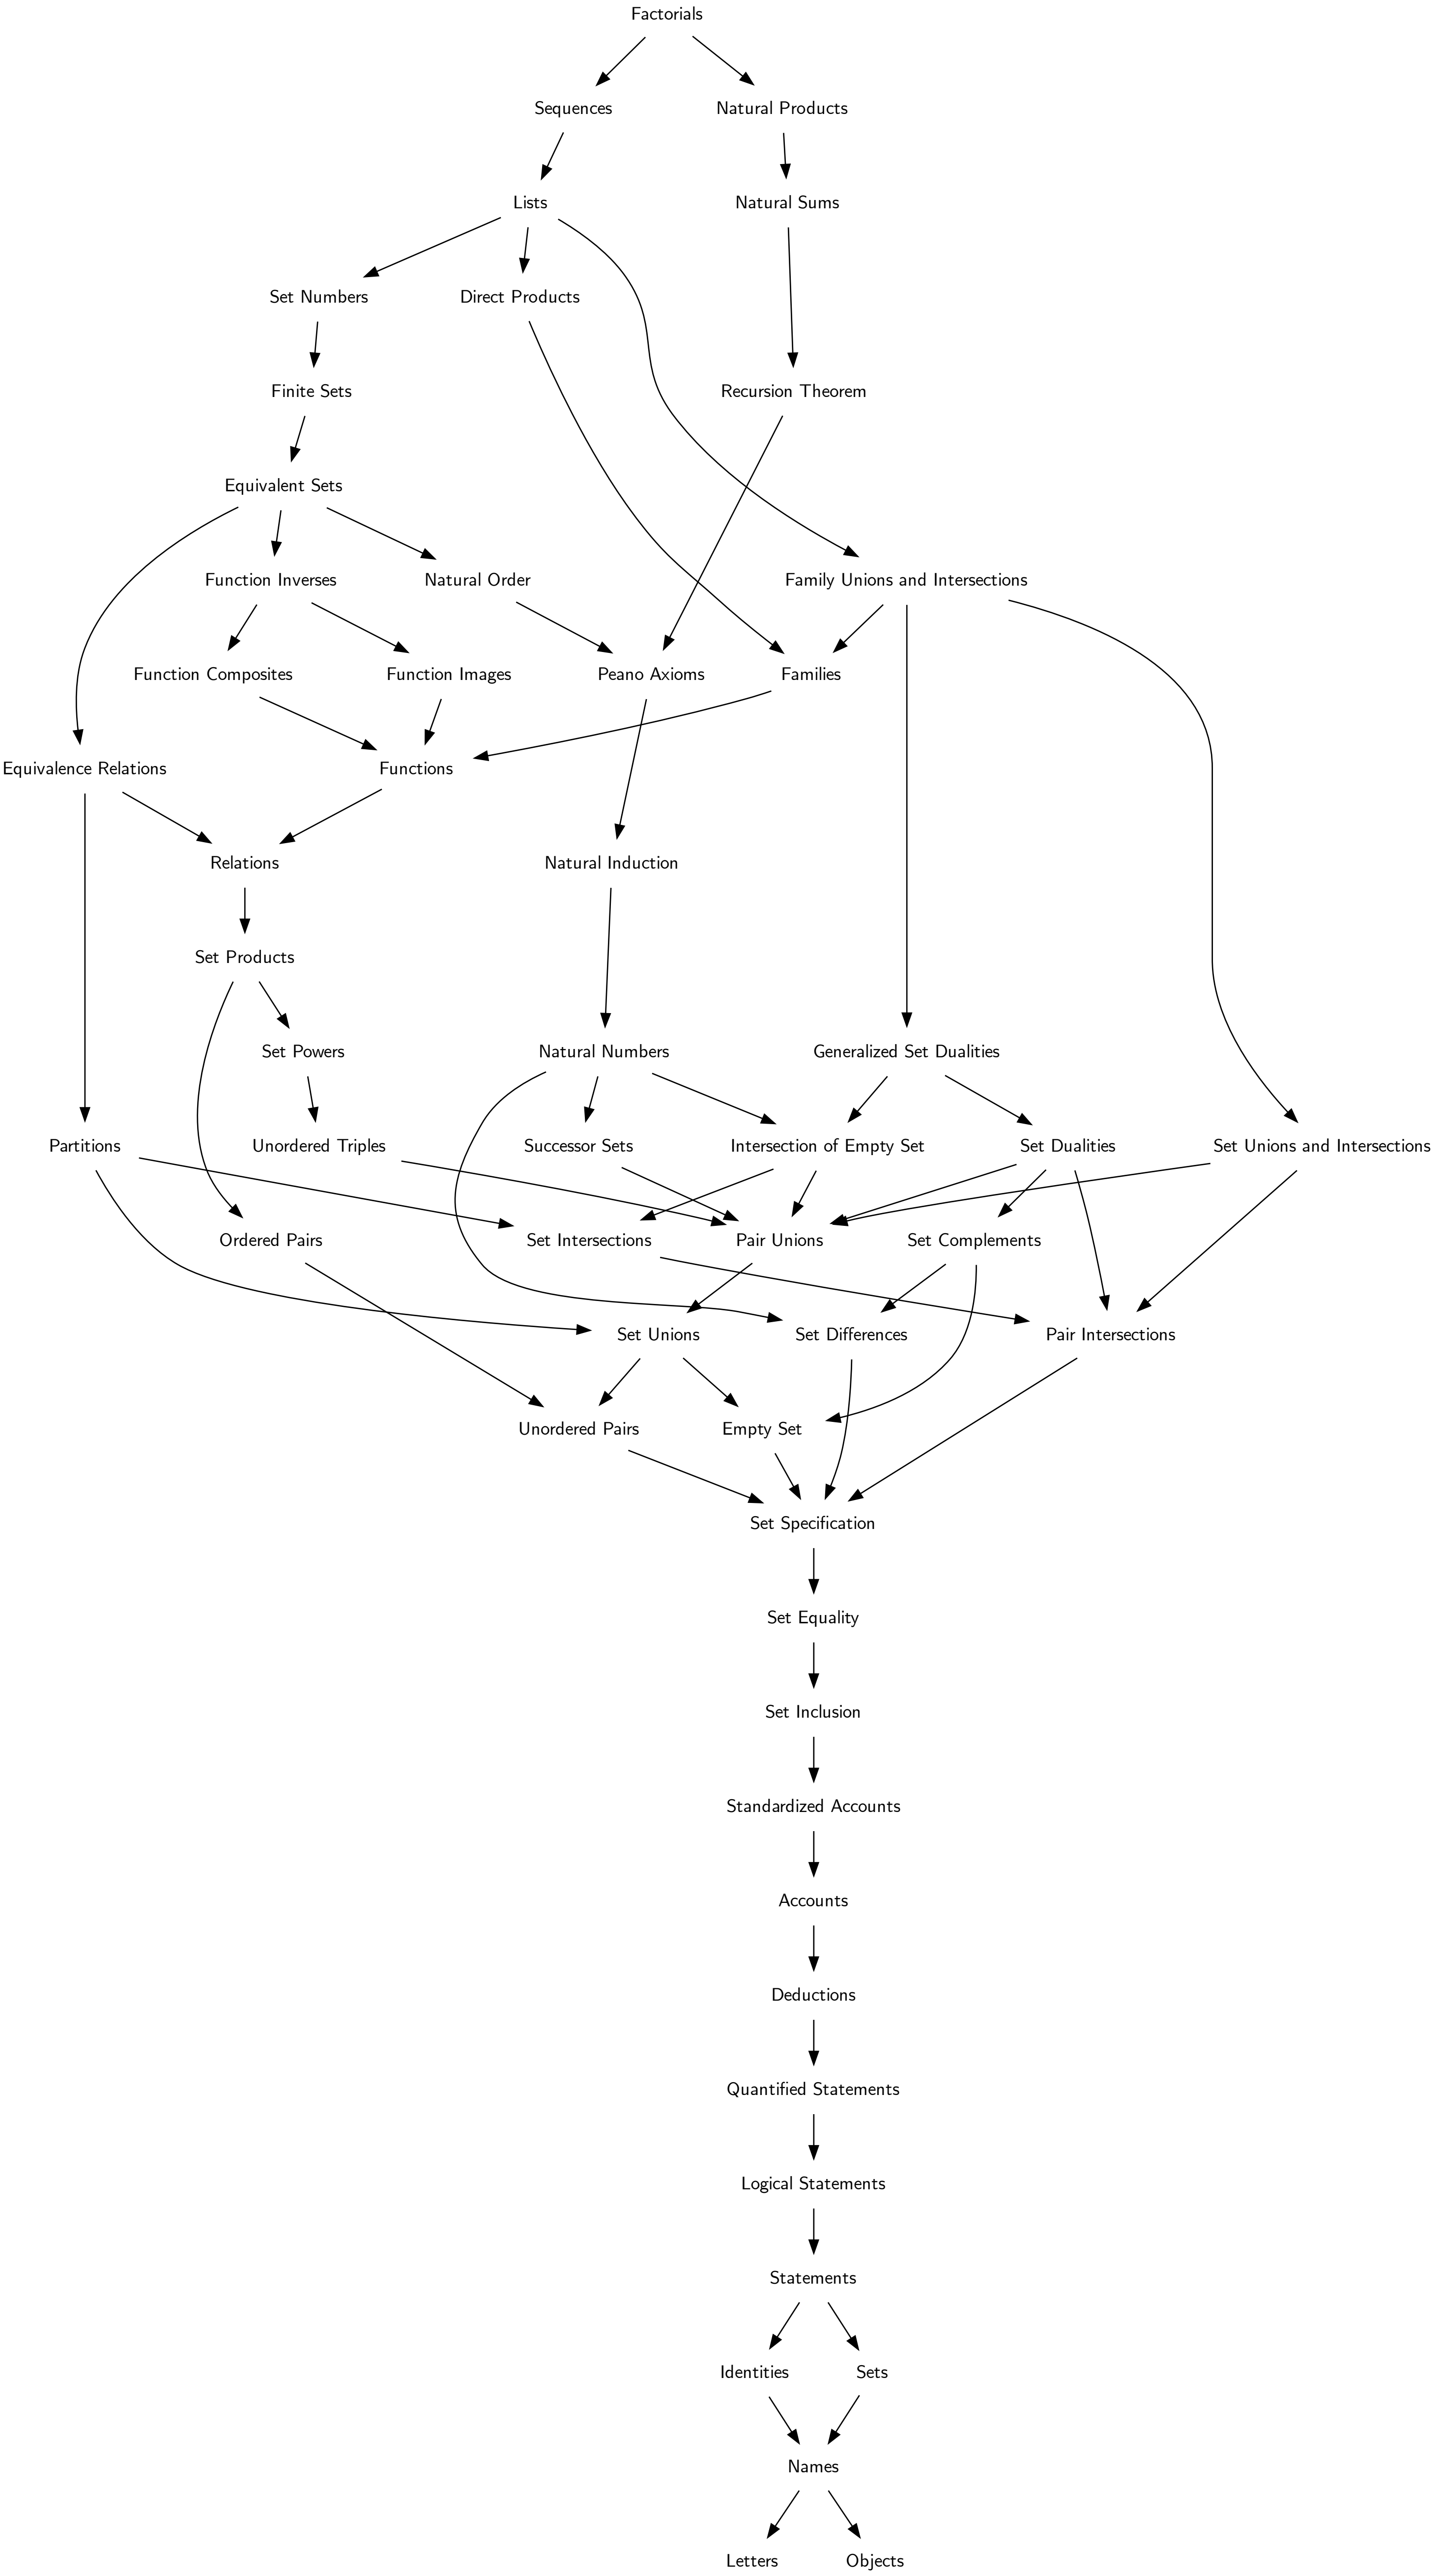 Factorials
Sequences
Natural Products
Lists
Natural Sums
Set Numbers
Direct Products
Finite Sets
Recursion Theorem
Equivalent Sets
Function Inverses
Natural Order
Family Unions and Intersections
Function Composites
Function Images
Peano Axioms
Families
Equivalence Relations
Functions
Relations
Natural Induction
Set Products
Set Powers
Natural Numbers
Generalized Set Dualities
Partitions
Unordered Triples
Successor Sets
Intersection of Empty Set
Set Dualities
Set Unions and Intersections
Ordered Pairs
Set Intersections
Pair Unions
Set Complements
Set Unions
Set Differences
Pair Intersections
Unordered Pairs
Empty Set
Set Specification
Set Equality
Set Inclusion
Standardized Accounts
Accounts
Deductions
Quantified Statements
Logical Statements
Statements
Identities
Sets
Names
Letters
Objects